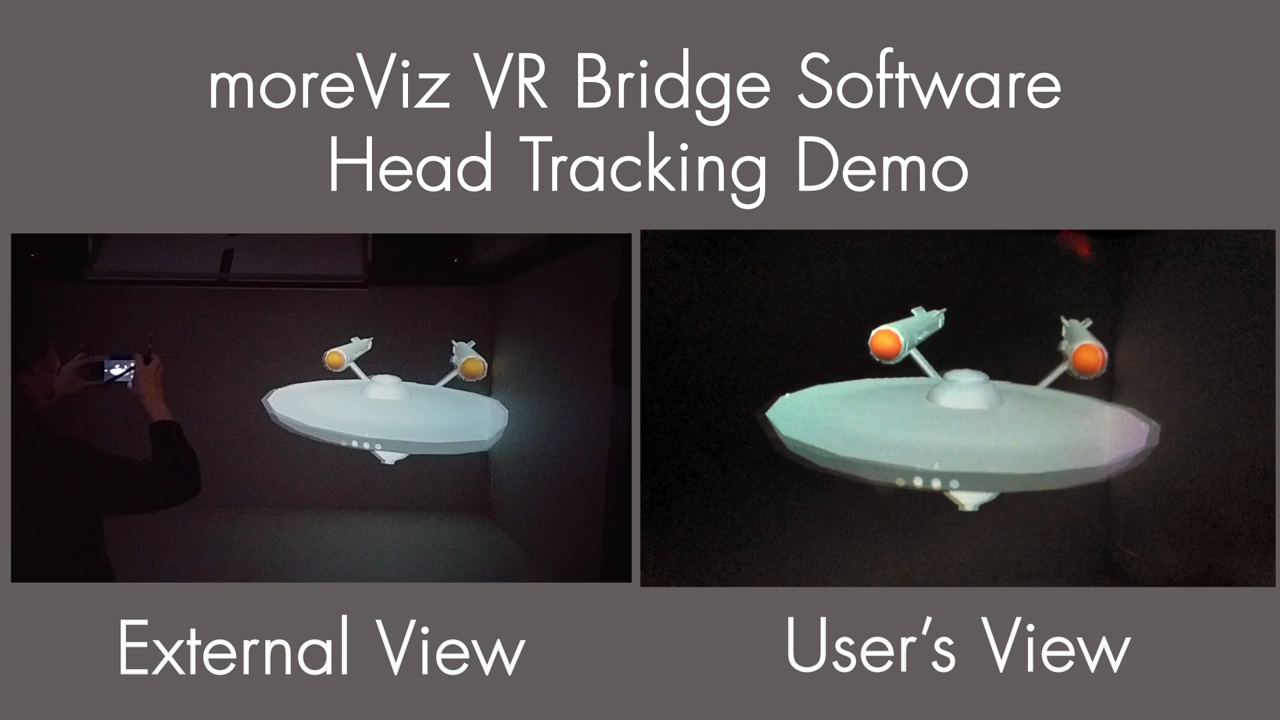 moreViz VR Bridge Software
Head Tracking Demo
External View
User’s View